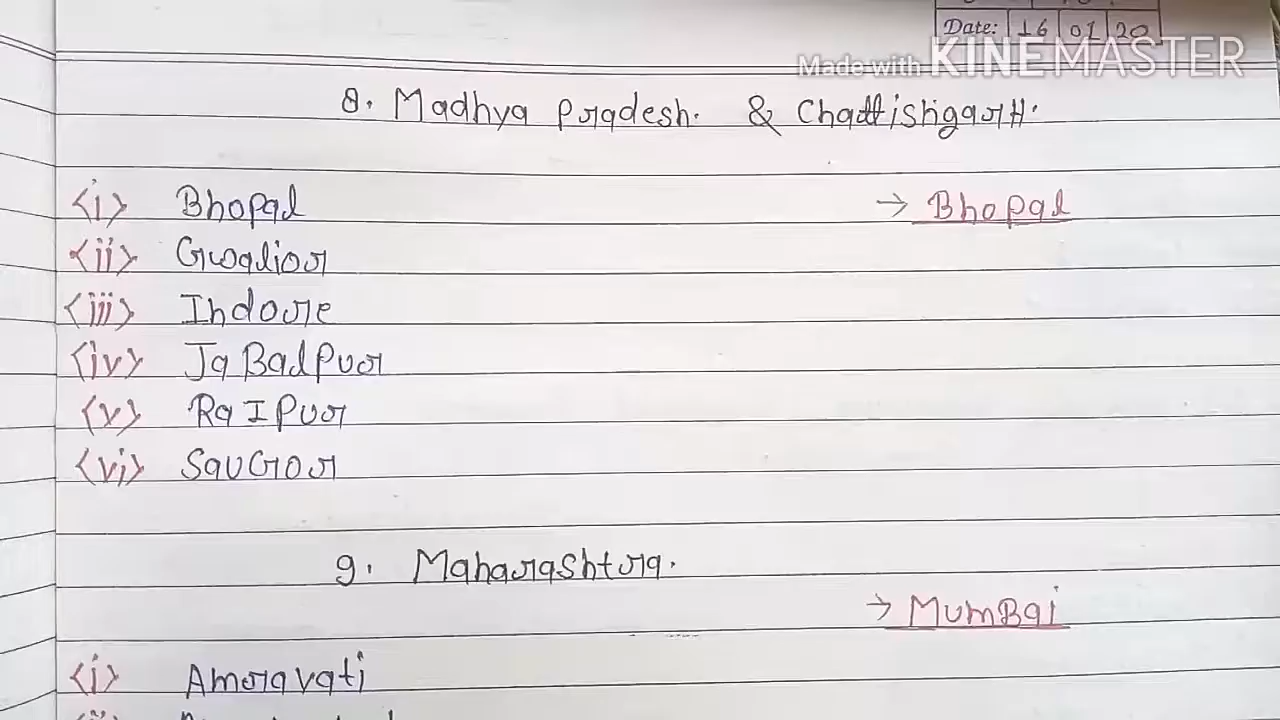 Date: 16 01 20
Made with KINEMASTER
8. Madhya Pradesh. & Chattishgarh.
<i> Bhopal → Bhopal
<ii> Gwalior
<iii> Indore
<iv> JaBalPur
<v> RaIPur
<vi> SauGor
9. Maharashtra.
→ MumBai
<i> Amravati